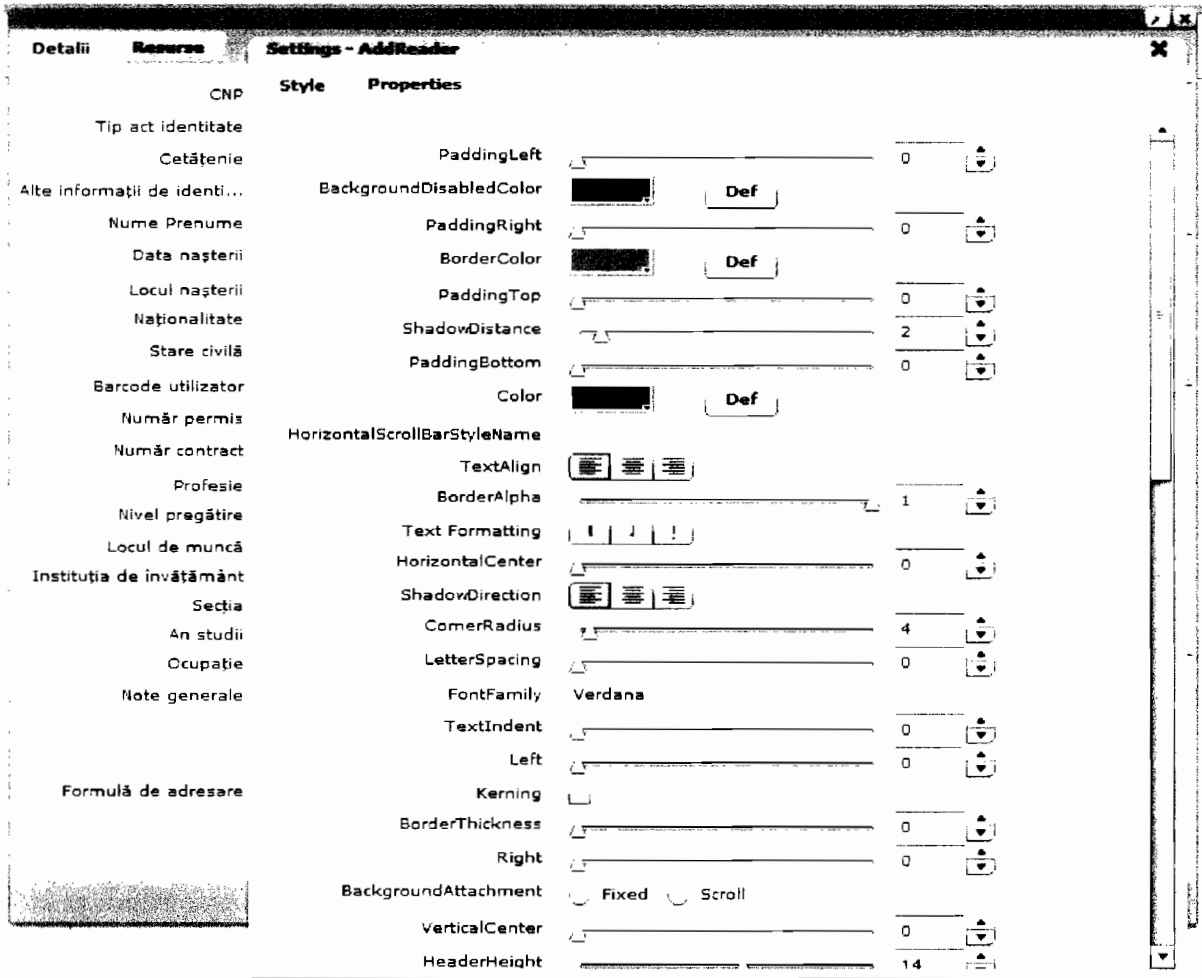 Detalii Resurse
CNP
Tip act identitate
Cetățenie
Alte informații de identi...
Nume Prenume
Data nașterii
Locul nașterii
Naționalitate
Stare civilă
Barcode utilizator
Număr permis
Număr contract
Profesie
Nivel pregătire
Locul de muncă
Instituția de invățământ
Secția
An studii
Ocupație
Note generale
Formulă de adresare
Settings - AddReader
Style Properties
PaddingLeft 0
BackgroundDisabledColor Def
PaddingRight 0
BorderColor Def
PaddingTop 0
ShadowDistance 2
PaddingBottom 0
Color Def
HorizontalScrollBarStyleName
TextAlign
BorderAlpha 1
Text Formatting
HorizontalCenter 0
ShadowDirection
CornerRadius 4
LetterSpacing 0
FontFamily Verdana
TextIndent 0
Left 0
Kerning
BorderThickness 0
Right 0
BackgroundAttachment Fixed Scroll
VerticalCenter 0
HeaderHeight 14